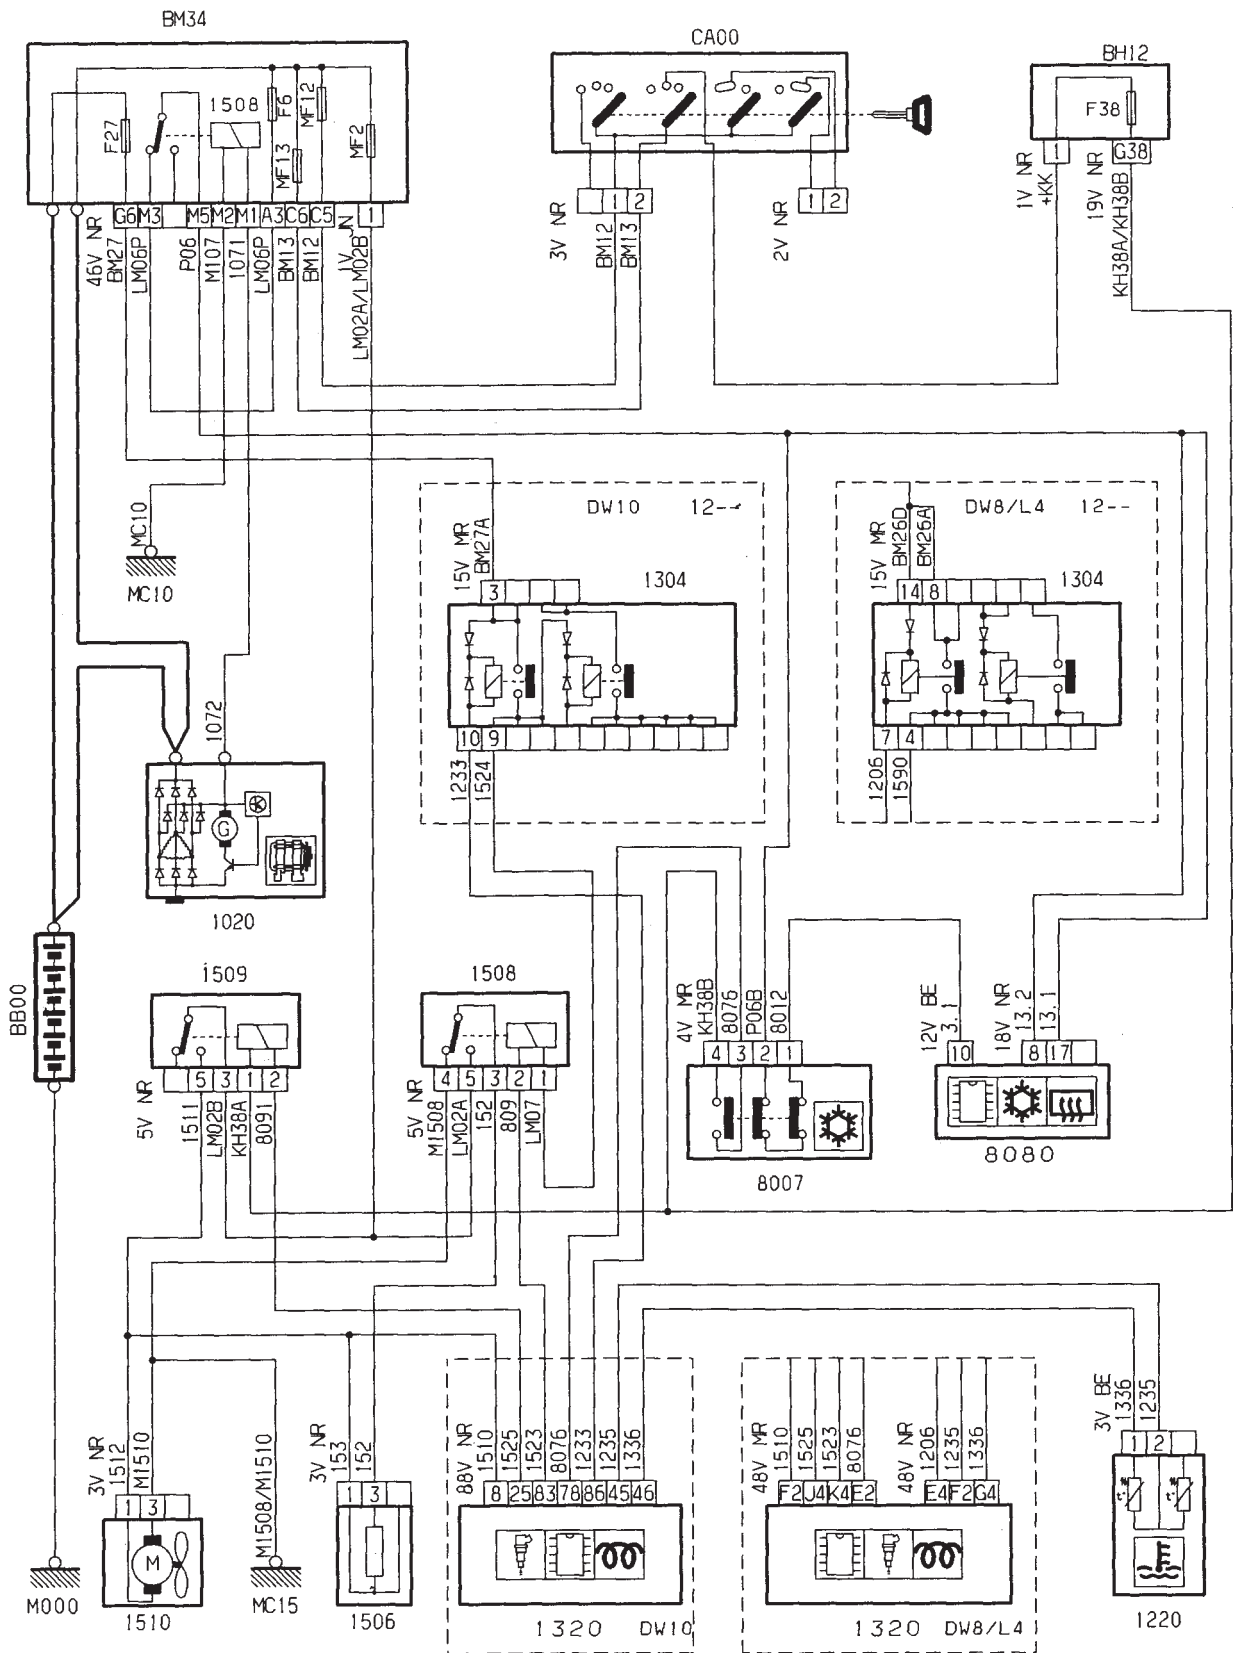 BM34
CA00
BH12
1508
F27
F6
MF12
MF13
MF2
F38
46V NR
G6 M3 M5 M2 M1 A3 C6 C5 1
BM27
LM06P
P06
M107
1071
LM06P
BM13
BM12
1V JN
LM02A/LM02B
3V NR
1 2
BM12
BM13
2V NR
1 2
1V NR
+KK
1
19V NR
G38
KH38A/KH38B
MC10
MC10
DW10 12--
15V MR
BM27A
3
1304
10 9
1233
1524
DW8/L4 12--
15V MR
BM26D
BM26A
14 8
1304
7 4
1206
1590
1072
G
1020
BB00
1509
5V NR
5 3 1 2
1511
LM02B
KH38A
8091
1508
5V NR
4 5 3 2 1
M1508
LM02A
152
809
LM07
4V MR
KH38B
8076
P06B
8012
4 3 2 1
8007
12V BE
3.1
10
18V NR
13.2
13.1
8 17
8080
M000
3V NR
1512
M1510
1 3
M
1510
M1508/M1510
MC15
3V NR
153
152
1 3
1506
88V NR
1510
1525
1523
8076
1233
1235
1336
8 25 83 78 86 45 46
1320 DW10
48V MR
1510
1525
1523
8076
F2 J4 K4 E2
48V NR
1206
1235
1336
E4 F2 G4
1320 DW8/L4
3V BE
1336
1235
1 2
1220